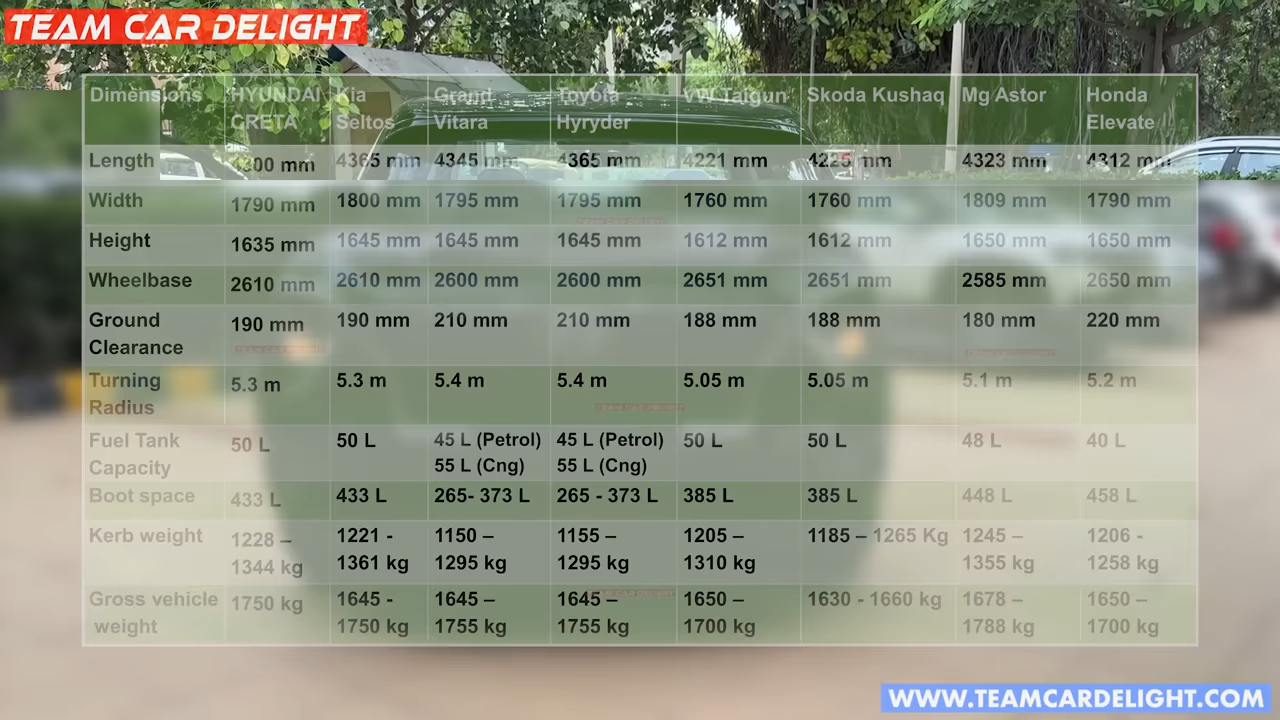 TEAM CAR DELIGHT
Dimensions HYUNDAI CRETA Kia Seltos Grand Vitara Toyota Hyryder VW Taigun Skoda Kushaq Mg Astor Honda Elevate
Length 4300 mm 4365 mm 4345 mm 4365 mm 4221 mm 4225 mm 4323 mm 4312 mm
Width 1790 mm 1800 mm 1795 mm 1795 mm 1760 mm 1760 mm 1809 mm 1790 mm
Height 1635 mm 1645 mm 1645 mm 1645 mm 1612 mm 1612 mm 1650 mm 1650 mm
Wheelbase 2610 mm 2610 mm 2600 mm 2600 mm 2651 mm 2651 mm 2585 mm 2650 mm
Ground Clearance 190 mm 190 mm 210 mm 210 mm 188 mm 188 mm 180 mm 220 mm
Turning Radius 5.3 m 5.3 m 5.4 m 5.4 m 5.05 m 5.05 m 5.1 m 5.2 m
Fuel Tank Capacity 50 L 50 L 45 L (Petrol) 55 L (Cng) 45 L (Petrol) 55 L (Cng) 50 L 50 L 48 L 40 L
Boot space 433 L 433 L 265- 373 L 265 - 373 L 385 L 385 L 448 L 458 L
Kerb weight 1228 – 1344 kg 1221 - 1361 kg 1150 – 1295 kg 1155 – 1295 kg 1205 – 1310 kg 1185 – 1265 Kg 1245 – 1355 kg 1206 - 1258 kg
Gross vehicle weight 1750 kg 1645 - 1750 kg 1645 – 1755 kg 1645 – 1755 kg 1650 – 1700 kg 1630 - 1660 kg 1678 – 1788 kg 1650 – 1700 kg
WWW.TEAMCARDELIGHT.COM